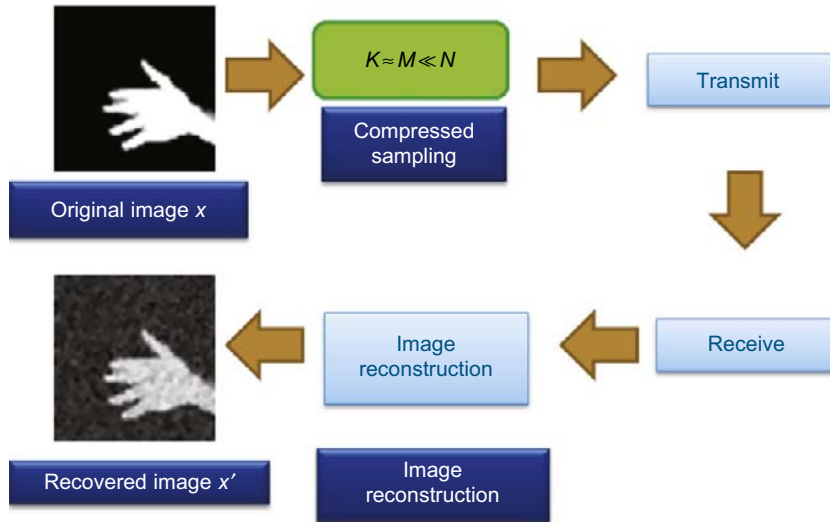 K ≈ M ≪ N
Transmit
Compressed
sampling
Original image x
Image
reconstruction
Receive
Recovered image x′
Image
reconstruction